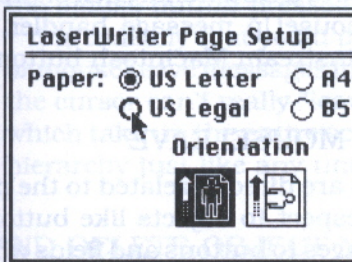 LaserWriter Page Setup
Paper: US Letter A4
US Legal B5
Orientation